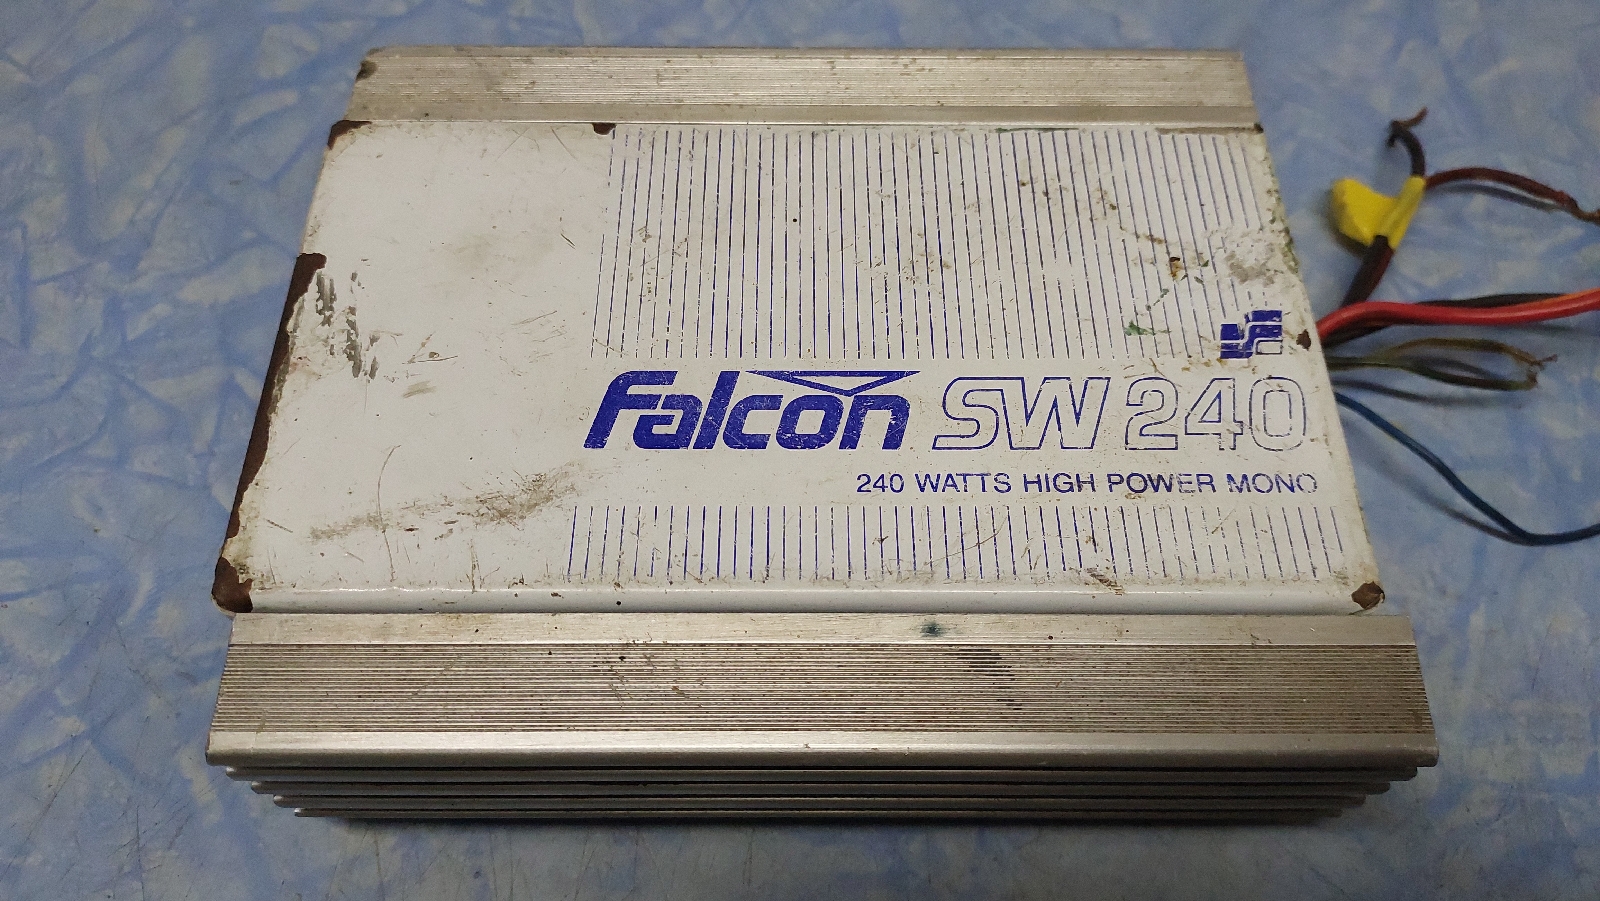 Falcon SW 240
240 WATTS HIGH POWER MONO